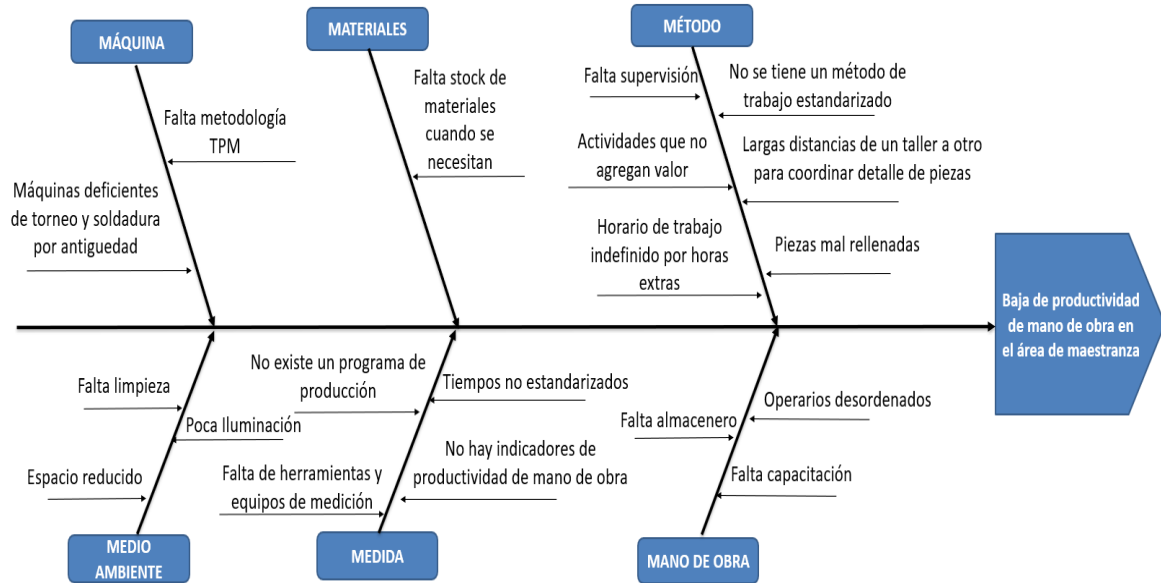 MÁQUINA
MATERIALES
MÉTODO
Falta metodología
TPM
Máquinas deficientes
de torneo y soldadura
por antiguedad
Falta stock de
materiales
cuando se
necesitan
Falta supervisión
No se tiene un método de
trabajo estandarizado
Actividades que no
agregan valor
Largas distancias de un taller a otro
para coordinar detalle de piezas
Horario de trabajo
indefinido por horas
extras
Piezas mal rellenadas
Baja de productividad
de mano de obra en
el área de maestranza
Falta limpieza
Poca Iluminación
Espacio reducido
No existe un programa de
producción
Tiempos no estandarizados
Falta de herramientas y
equipos de medición
No hay indicadores de
productividad de mano de obra
Operarios desordenados
Falta almacenero
Falta capacitación
MEDIO
AMBIENTE
MEDIDA
MANO DE OBRA